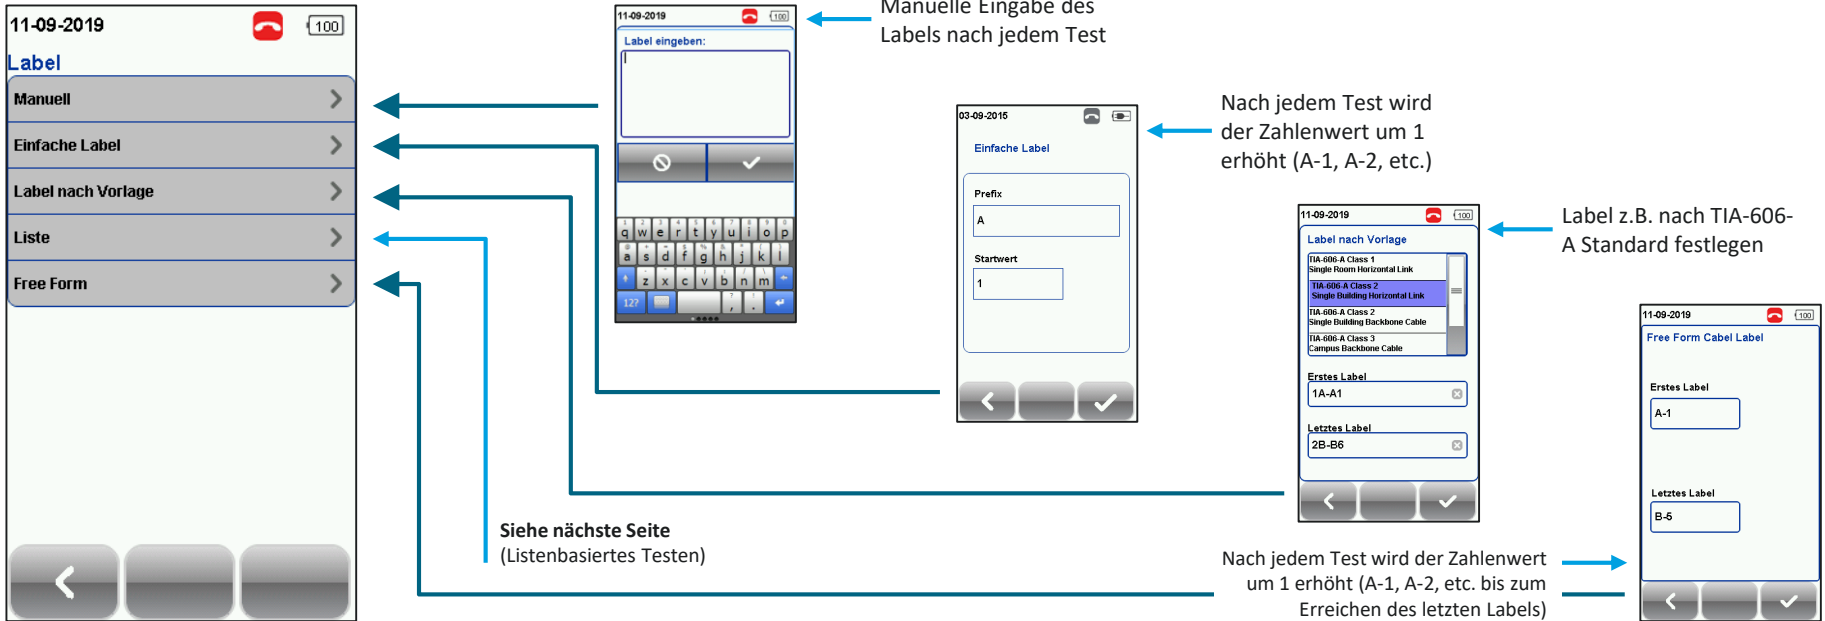 11-09-2019
100
Label
Manuell
Einfache Label
Label nach Vorlage
Liste
Free Form
11-09-2019
100
Label eingeben:
q w e r t y u i o p
a s d f g h j k l
z x c v b n m
12?
, .
Manuelle Eingabe des
Labels nach jedem Test
03-09-2015
Einfache Label
Prefix
A
Startwert
1
Nach jedem Test wird
der Zahlenwert um 1
erhöht (A-1, A-2, etc.)
11-09-2019
100
Label nach Vorlage
TIA-606-A Class 1
Single Room Horizontal Link
TIA-606-A Class 2
Single Building Horizontal Link
TIA-606-A Class 2
Single Building Backbone Cable
TIA-606-A Class 3
Campus Backbone Cable
Erstes Label
1A-A1
Letztes Label
2B-B6
Label z.B. nach TIA-606-
A Standard festlegen
11-09-2019
100
Free Form Cabel Label
Erstes Label
A-1
Letztes Label
B-5
Siehe nächste Seite
(Listenbasiertes Testen)
Nach jedem Test wird der Zahlenwert
um 1 erhöht (A-1, A-2, etc. bis zum
Erreichen des letzten Labels)